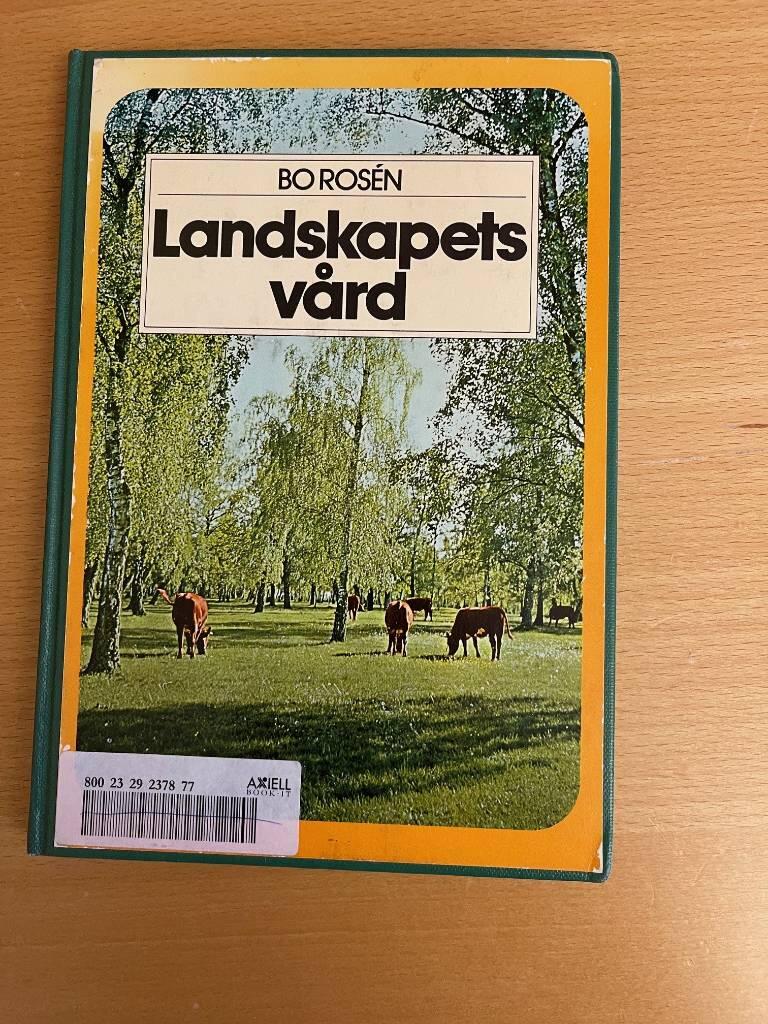 BO ROSÉN
Landskapets
vård
800 23 29 2378 77
AXIELL
BOOK-IT